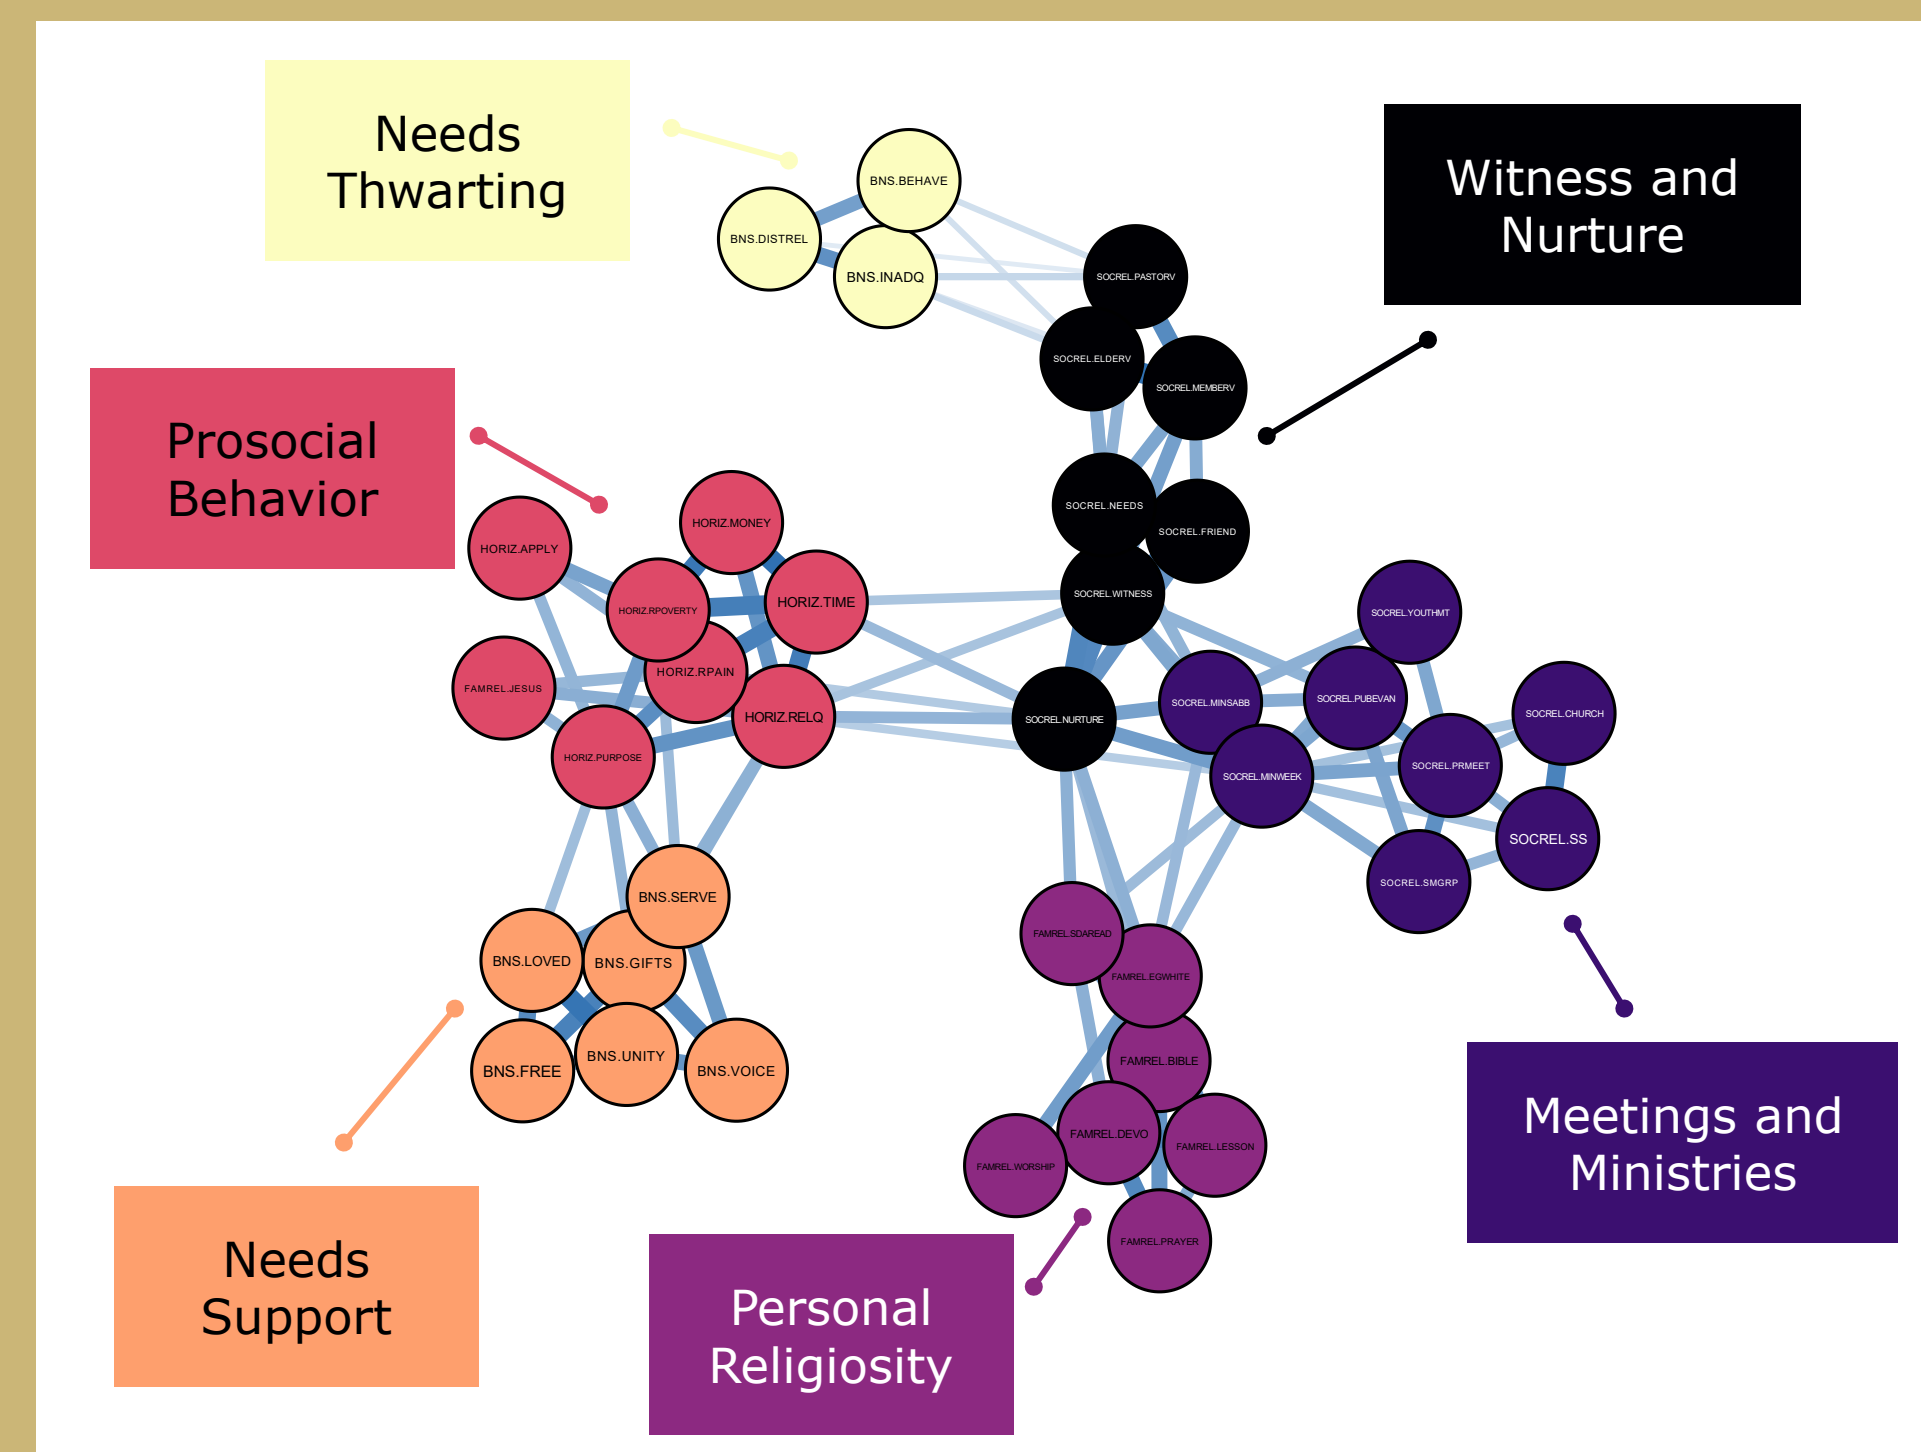 Needs
Thwarting
Witness and
Nurture
Prosocial
Behavior
Needs
Support
Personal
Religiosity
Meetings and
Ministries
BNS.BEHAVE
BNS.DISTREL
BNS.INADQ
SOCREL.PASTORV
SOCREL.ELDERV
SOCREL.MEMBERV
SOCREL.NEEDS
SOCREL.FRIEND
SOCREL.WITNESS
SOCREL.NURTURE
HORIZ.MONEY
HORIZ.APPLY
HORIZ.TIME
HORIZ.RPOVERTY
HORIZ.RPAIN
FAMREL.JESUS
HORIZ.RELQ
HORIZ.PURPOSE
SOCREL.YOUTHMT
SOCREL.MINSABB
SOCREL.PUBEVAN
SOCREL.CHURCH
SOCREL.MINWEEK
SOCREL.PRMEET
SOCREL.SS
SOCREL.SMGRP
BNS.SERVE
BNS.LOVED
BNS.GIFTS
BNS.FREE
BNS.UNITY
BNS.VOICE
FAMREL.SDAREAD
FAMREL.EGWHITE
FAMREL.BIBLE
FAMREL.DEVO
FAMREL.LESSON
FAMREL.WORSHIP
FAMREL.PRAYER